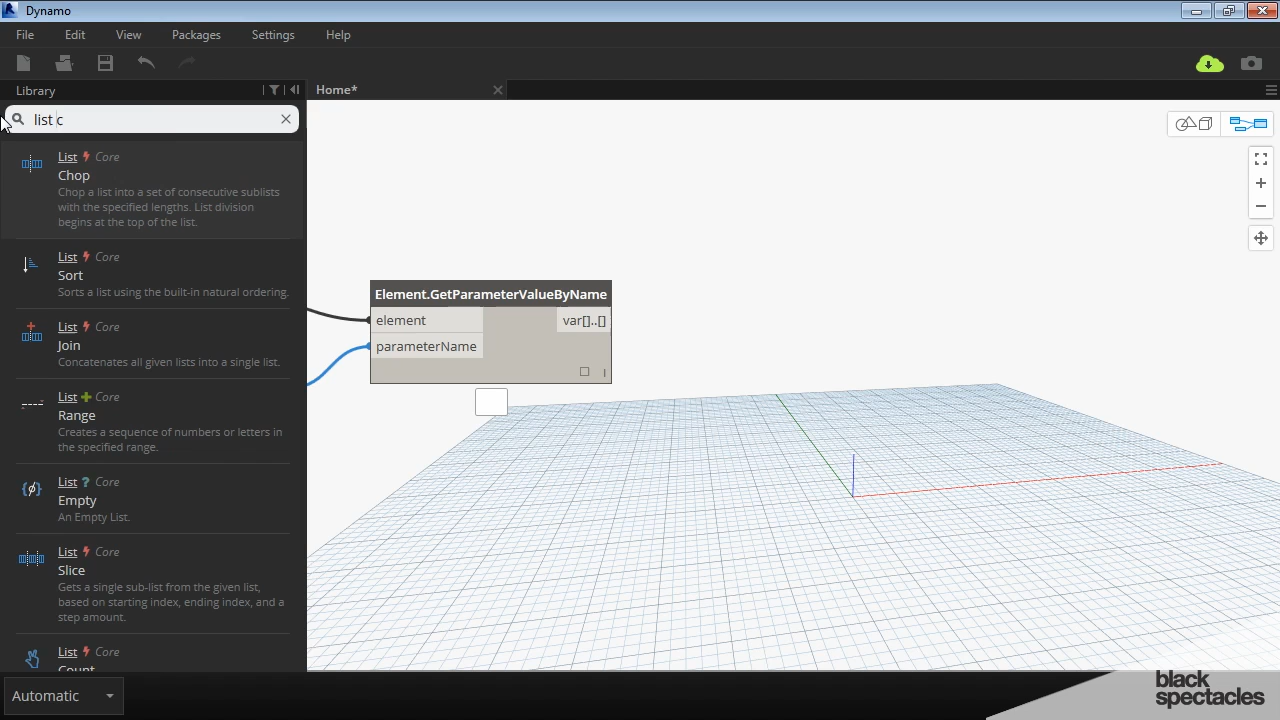 Dynamo
File Edit View Packages Settings Help
Library
Home*
list c
List Core
Chop
Chop a list into a set of consecutive sublists
with the specified lengths. List division
begins at the top of the list.
List Core
Sort
Sorts a list using the built-in natural ordering.
List Core
Join
Concatenates all given lists into a single list.
List Core
Range
Creates a sequence of numbers or letters in
the specified range.
List ? Core
Empty
An Empty List.
List Core
Slice
Gets a single sub-list from the given list,
based on starting index, ending index, and a
step amount.
List Core
Count
Element.GetParameterValueByName
element var[]..[]
parameterName
Automatic
black
spectacles